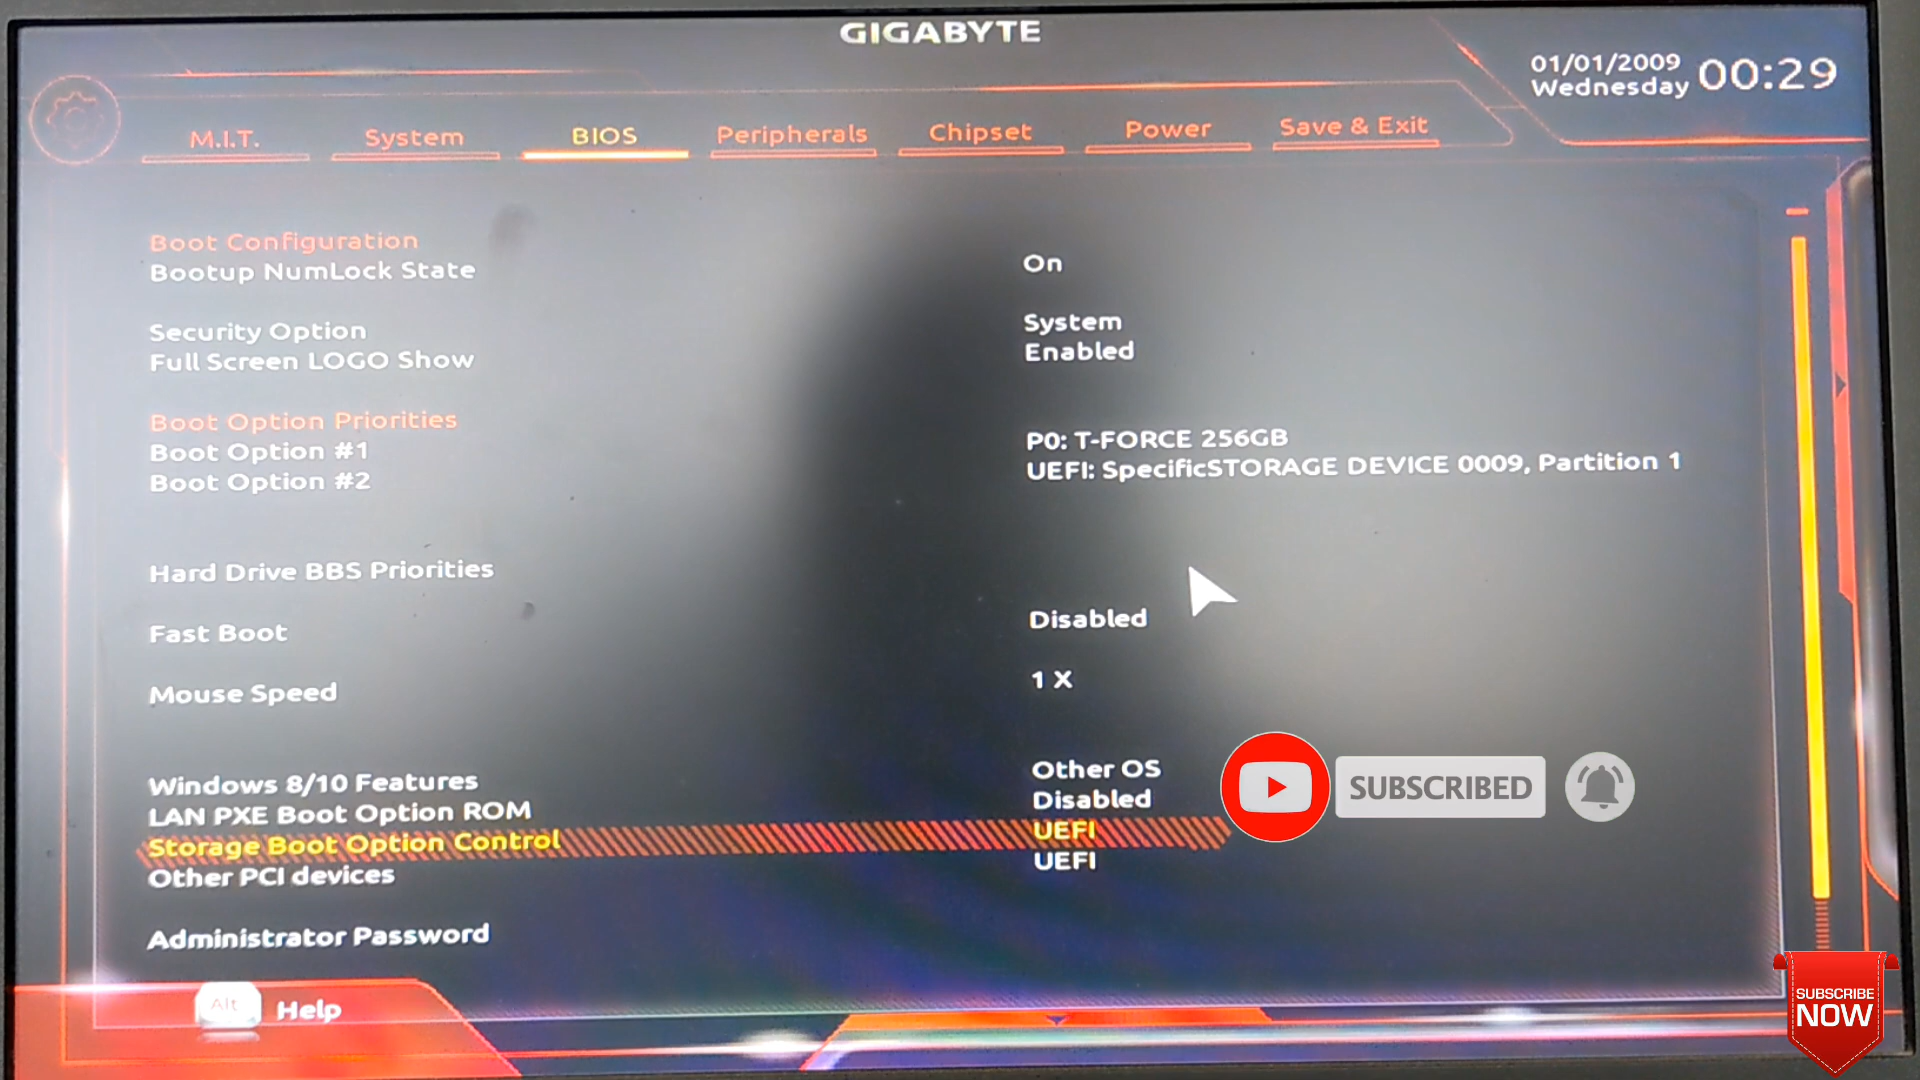 GIGABYTE
01/01/2009
Wednesday
00:29
M.I.T.
System
BIOS
Peripherals
Chipset
Power
Save & Exit
Boot Configuration
Bootup NumLock State On
Security Option System
Full Screen LOGO Show Enabled
Boot Option Priorities
Boot Option #1 P0: T-FORCE 256GB
Boot Option #2 UEFI: SpecificSTORAGE DEVICE 0009, Partition 1
Hard Drive BBS Priorities
Fast Boot Disabled
Mouse Speed 1 X
Windows 8/10 Features Other OS
LAN PXE Boot Option ROM Disabled
Storage Boot Option Control UEFI
Other PCI devices UEFI
Administrator Password
SUBSCRIBED
Alt Help
SUBSCRIBE
NOW